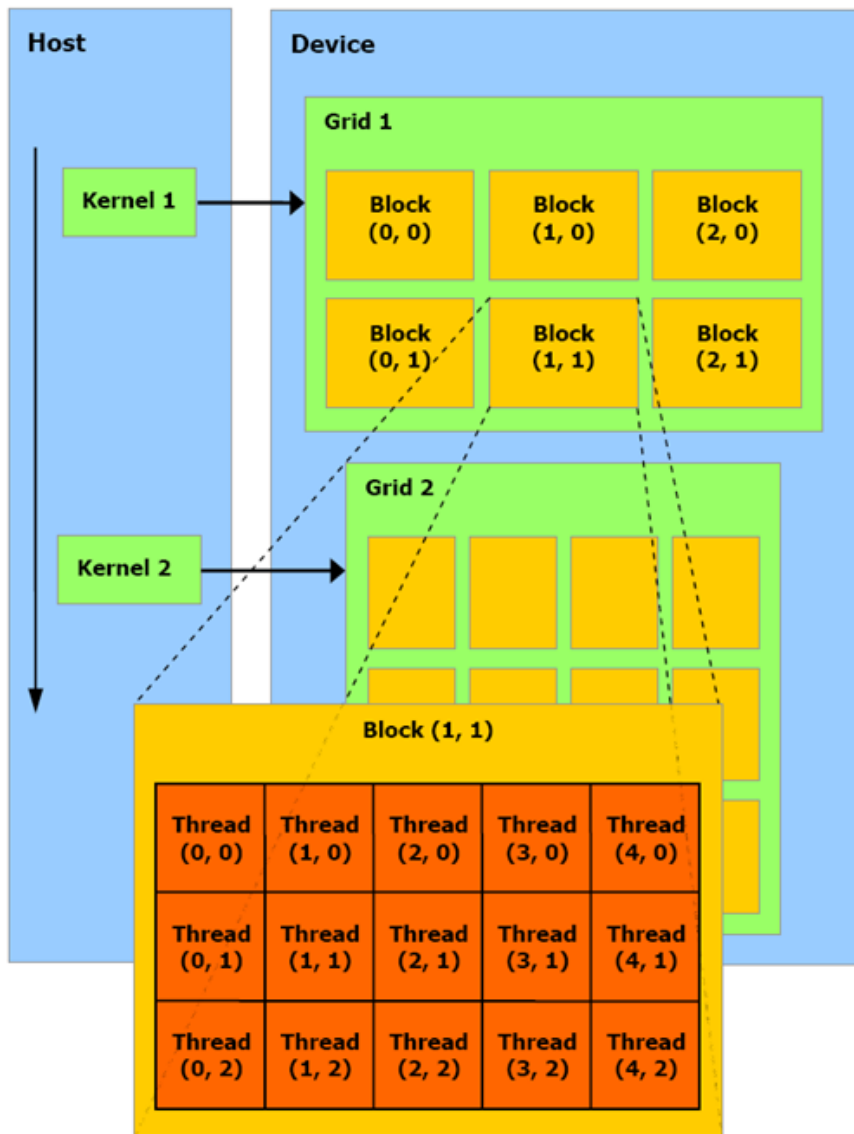 Host
Device
Grid 1
Kernel 1
Block
(0, 0)
Block
(1, 0)
Block
(2, 0)
Block
(0, 1)
Block
(1, 1)
Block
(2, 1)
Grid 2
Kernel 2
Block (1, 1)
Thread
(0, 0)
Thread
(1, 0)
Thread
(2, 0)
Thread
(3, 0)
Thread
(4, 0)
Thread
(0, 1)
Thread
(1, 1)
Thread
(2, 1)
Thread
(3, 1)
Thread
(4, 1)
Thread
(0, 2)
Thread
(1, 2)
Thread
(2, 2)
Thread
(3, 2)
Thread
(4, 2)